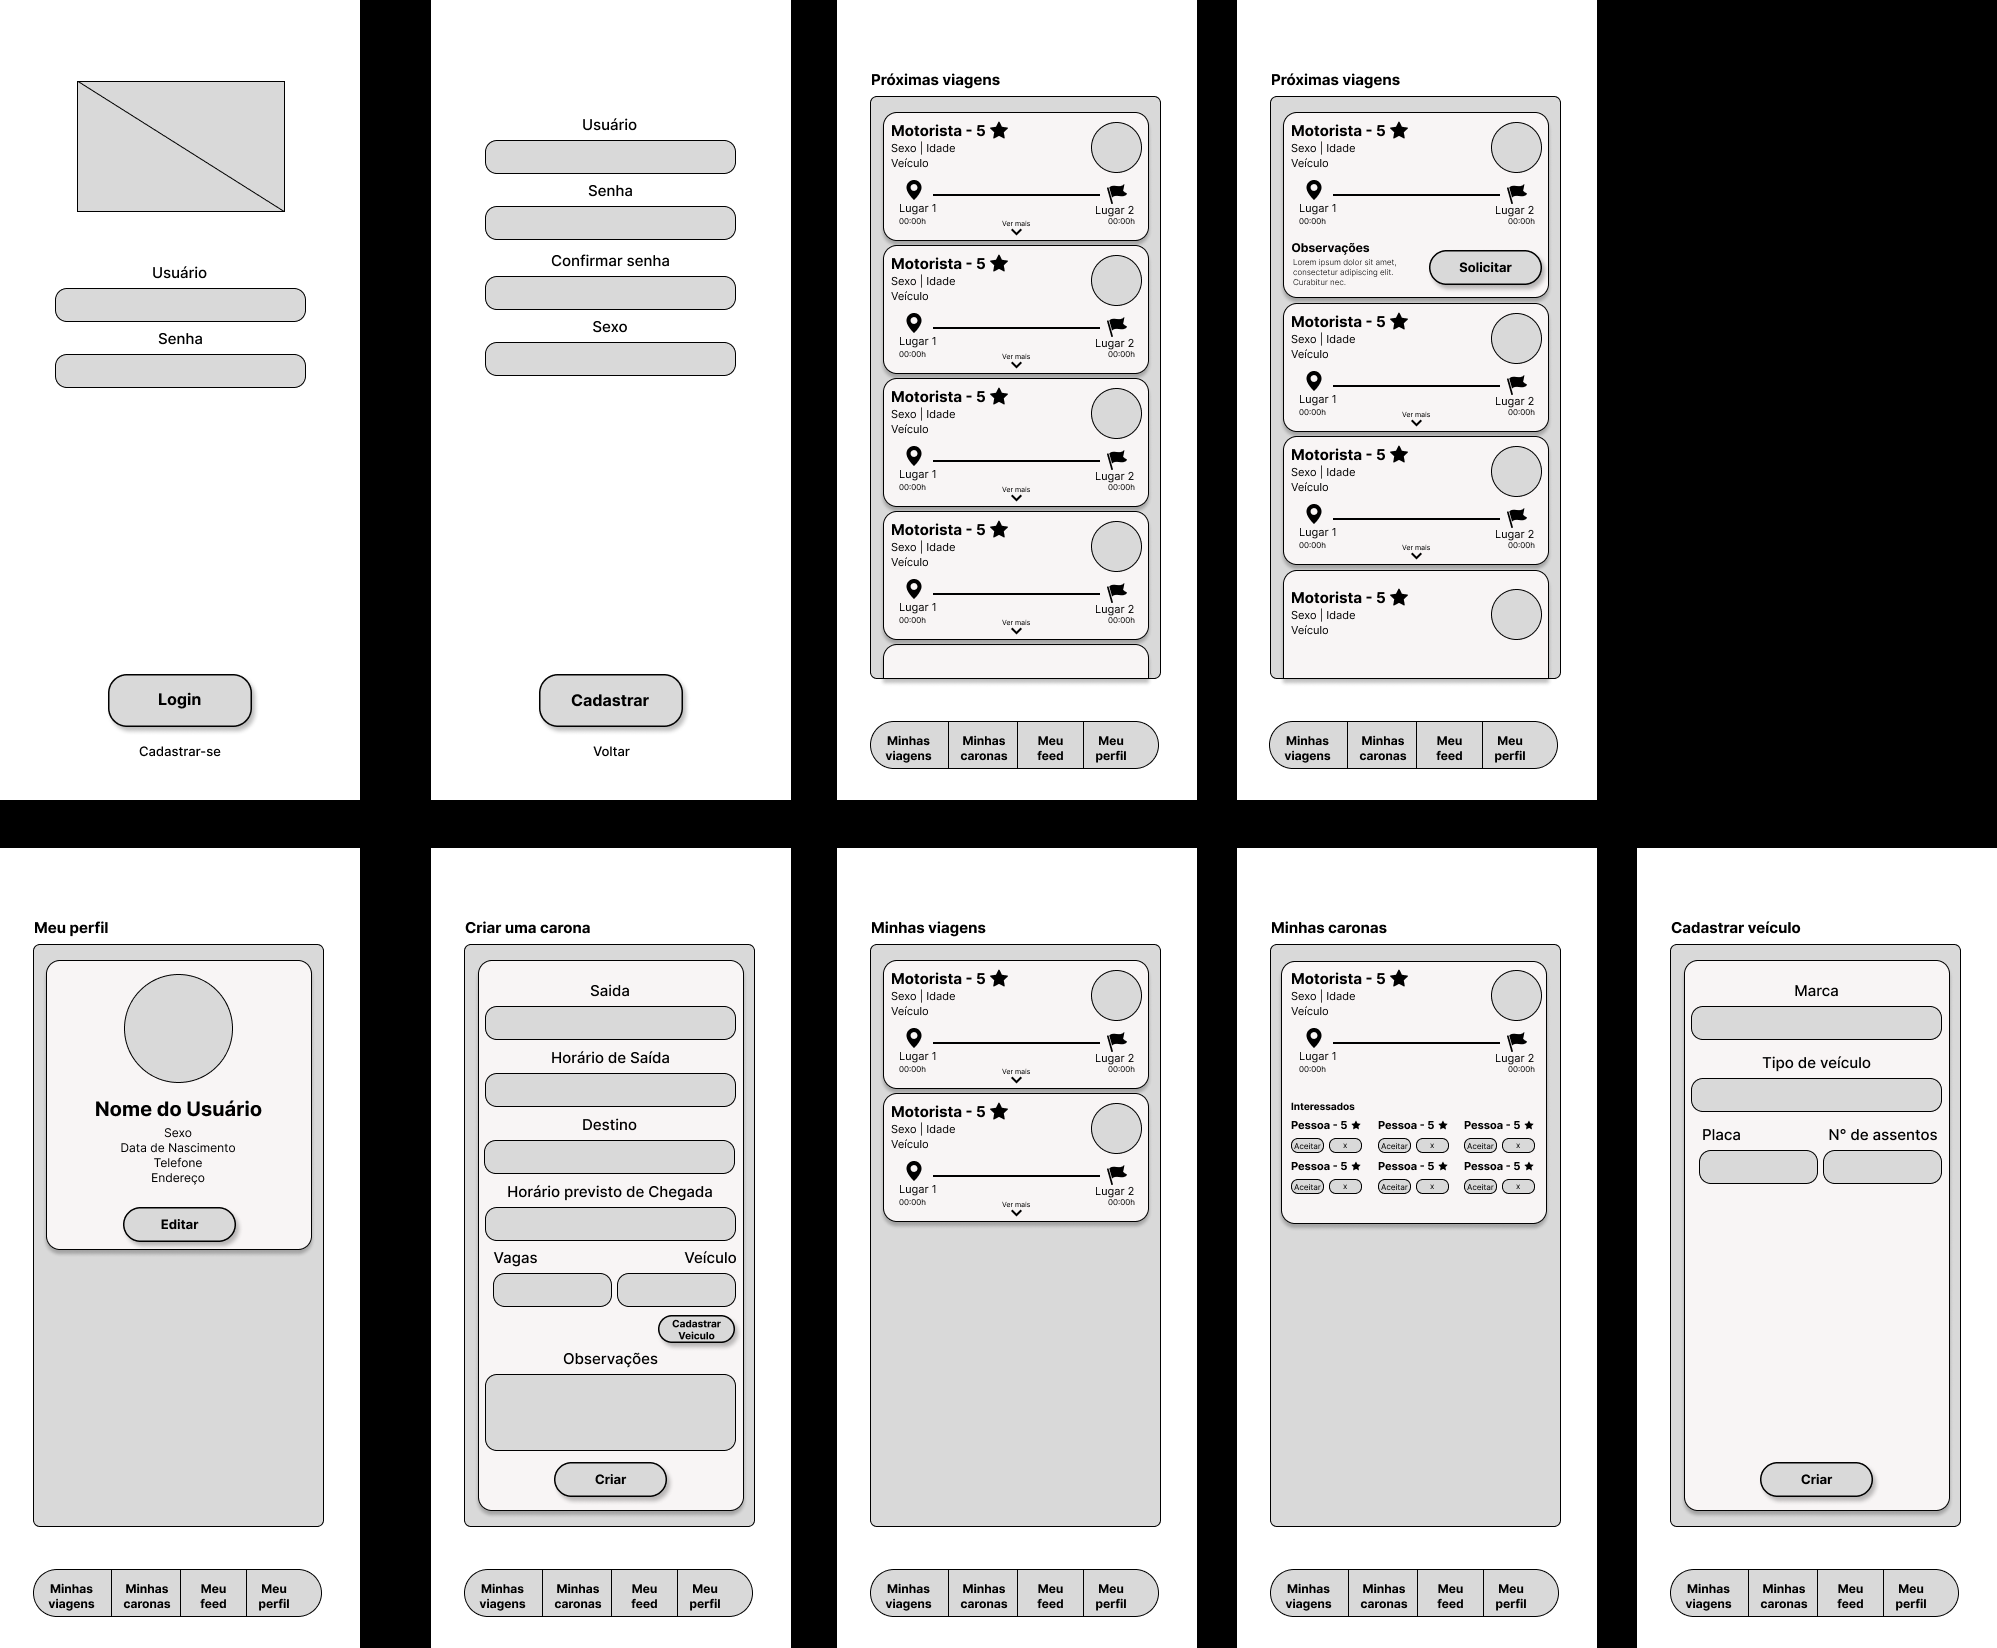 Usuário
Senha
Login
Cadastrar-se
Usuário
Senha
Confirmar senha
Sexo
Cadastrar
Voltar
Próximas viagens
Motorista - 5
Sexo | Idade
Veículo
Lugar 1
Lugar 2
00:00h
00:00h
Ver mais
Motorista - 5
Sexo | Idade
Veículo
Lugar 1
Lugar 2
00:00h
00:00h
Ver mais
Motorista - 5
Sexo | Idade
Veículo
Lugar 1
Lugar 2
00:00h
00:00h
Ver mais
Motorista - 5
Sexo | Idade
Veículo
Lugar 1
Lugar 2
00:00h
00:00h
Ver mais
Minhas
viagens
Minhas
caronas
Meu
feed
Meu
perfil
Próximas viagens
Motorista - 5
Sexo | Idade
Veículo
Lugar 1
Lugar 2
00:00h
00:00h
Observações
Lorem ipsum dolor sit amet,
consectetur adipiscing elit.
Curabitur nec.
Solicitar
Motorista - 5
Sexo | Idade
Veículo
Lugar 1
Lugar 2
00:00h
00:00h
Ver mais
Motorista - 5
Sexo | Idade
Veículo
Lugar 1
Lugar 2
00:00h
00:00h
Ver mais
Motorista - 5
Sexo | Idade
Veículo
Minhas
viagens
Minhas
caronas
Meu
feed
Meu
perfil
Meu perfil
Nome do Usuário
Sexo
Data de Nascimento
Telefone
Endereço
Editar
Minhas
viagens
Minhas
caronas
Meu
feed
Meu
perfil
Criar uma carona
Saida
Horário de Saída
Destino
Horário previsto de Chegada
Vagas
Veículo
Cadastrar
Veiculo
Observações
Criar
Minhas
viagens
Minhas
caronas
Meu
feed
Meu
perfil
Minhas viagens
Motorista - 5
Sexo | Idade
Veículo
Lugar 1
Lugar 2
00:00h
00:00h
Ver mais
Motorista - 5
Sexo | Idade
Veículo
Lugar 1
Lugar 2
00:00h
00:00h
Ver mais
Minhas
viagens
Minhas
caronas
Meu
feed
Meu
perfil
Minhas caronas
Motorista - 5
Sexo | Idade
Veículo
Lugar 1
Lugar 2
00:00h
00:00h
Interessados
Pessoa - 5
Pessoa - 5
Pessoa - 5
Aceitar
x
Aceitar
x
Aceitar
x
Pessoa - 5
Pessoa - 5
Pessoa - 5
Aceitar
x
Aceitar
x
Aceitar
x
Minhas
viagens
Minhas
caronas
Meu
feed
Meu
perfil
Cadastrar veículo
Marca
Tipo de veículo
Placa
N° de assentos
Criar
Minhas
viagens
Minhas
caronas
Meu
feed
Meu
perfil